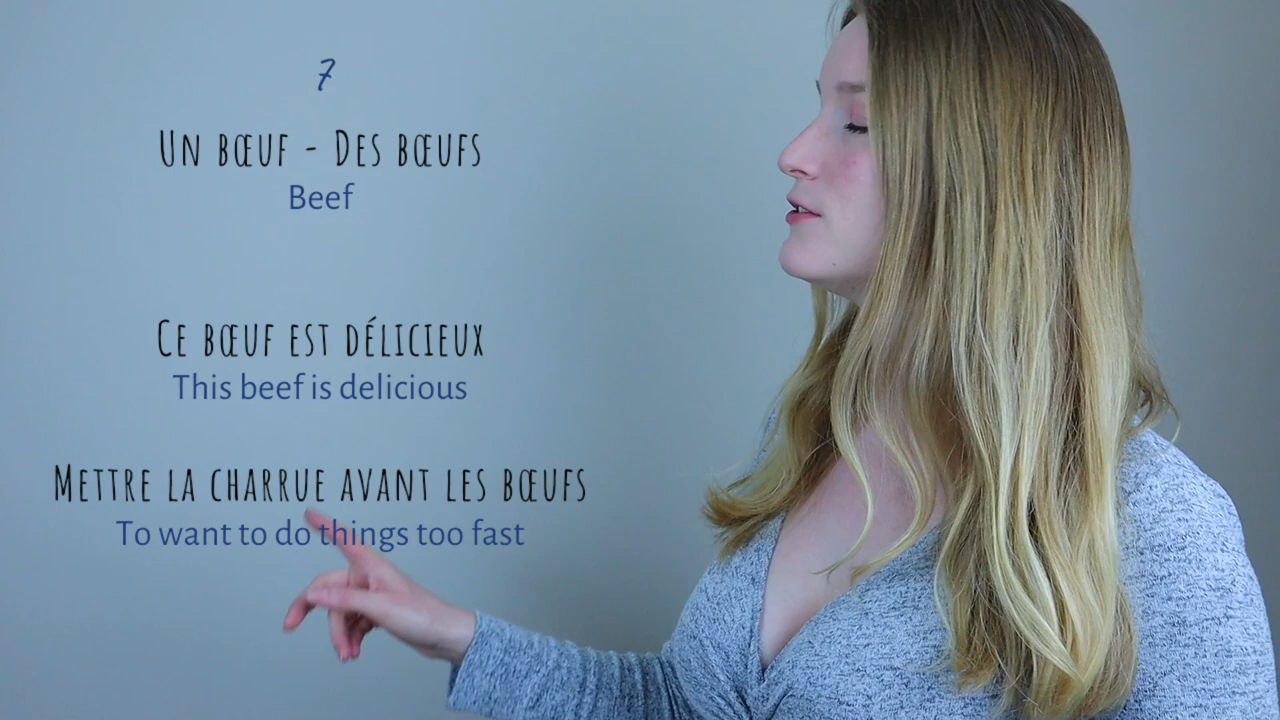 7
Un bœuf - Des bœufs
Beef
Ce bœuf est délicieux
This beef is delicious
Mettre la charrue avant les bœufs
To want to do things too fast